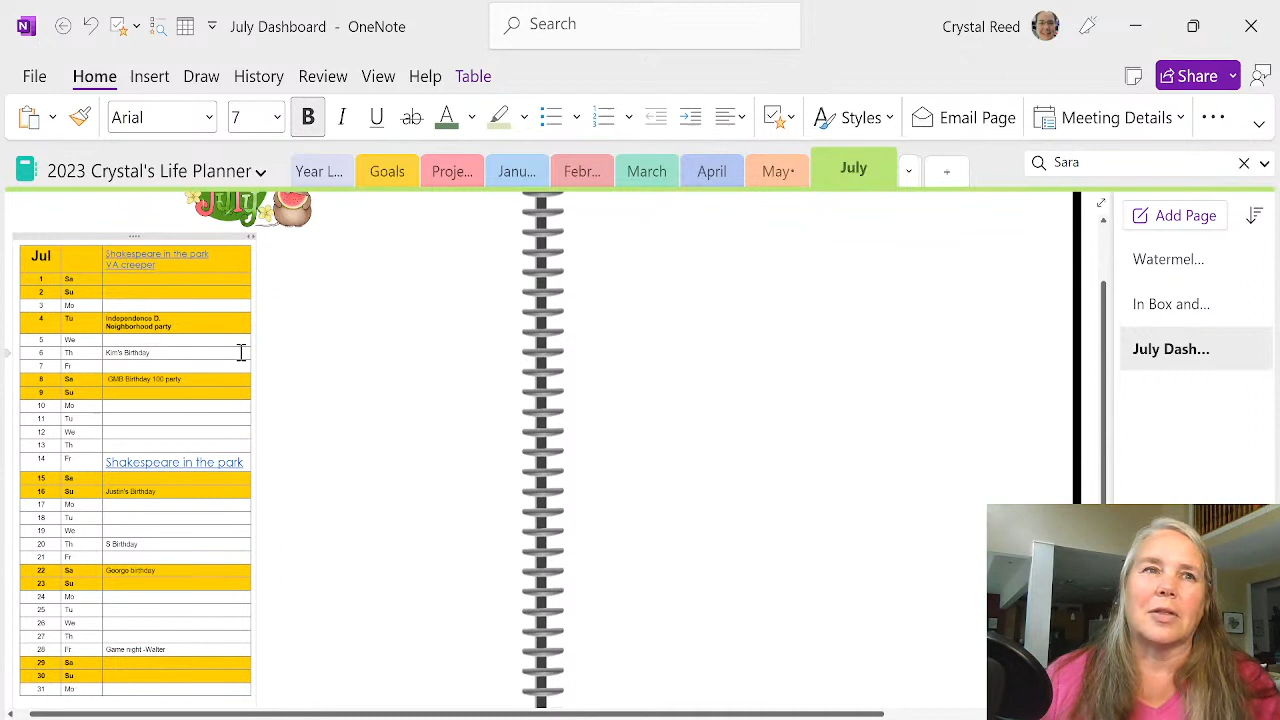 July Dashboard - OneNote
Search
Crystal Reed
File Home Insert Draw History Review View Help Table
Share
Arial 7 B I U ab A Styles Email Page Meeting Details
2023 Crystal's Life Planner Year L... Goals Proje... Janu... Febr... March April May July + Sara
Add Page
Watermel...
In Box and...
July Dash...
Jul Shakespeare in the park
VA creeper
1 Sa
2 Su
3 Mo
4 Tu Independence D.
Neighborhood party
5 We
6 Th Kim's Birthday
7 Fr
8 Sa GMB Birthday 100 party
9 Su
10 Mo
11 Tu
12 We
13 Th
14 Fr Shakespeare in the park
15 Sa
16 Su Justin's Birthday
17 Mo
18 Tu
19 We
20 Th S Birthday
21 Fr
22 Sa George birthday
23 Su
24 Mo
25 Tu
26 We
27 Th
28 Fr Game night -Walter
29 Sa
30 Su
31 Mo